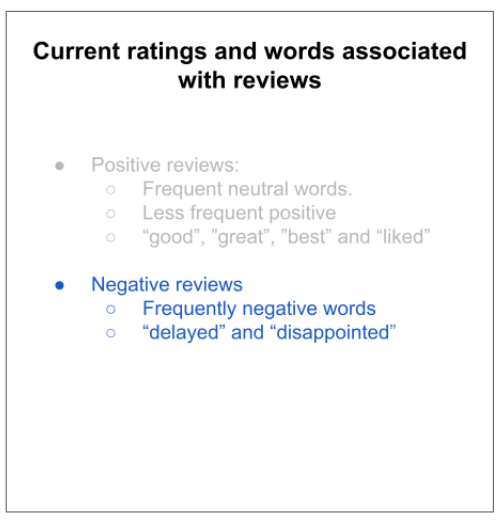 Current ratings and words associated
with reviews
● Positive reviews:
○ Frequent neutral words.
○ Less frequent positive
○ “good”, ”great”, ”best” and “liked”
● Negative reviews
○ Frequently negative words
○ “delayed” and “disappointed”